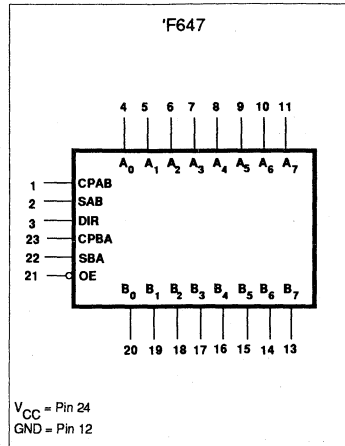 'F647
4 5 6 7 8 9 10 11
A0 A1 A2 A3 A4 A5 A6 A7
1 CPAB
2 SAB
3 DIR
23 CPBA
22 SBA
21 OE
B0 B1 B2 B3 B4 B5 B6 B7
20 19 18 17 16 15 14 13
VCC = Pin 24
GND = Pin 12